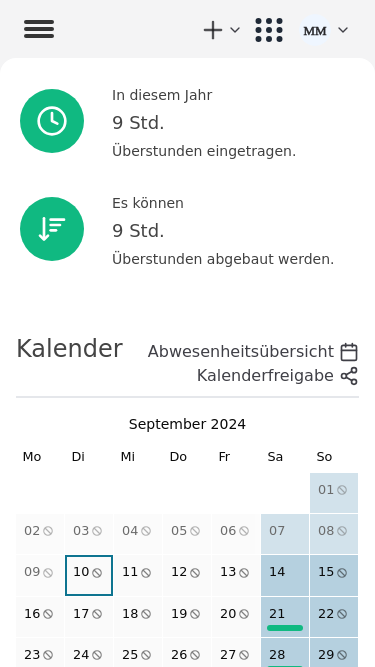 MM
In diesem Jahr
9 Std.
Überstunden eingetragen.
Es können
9 Std.
Überstunden abgebaut werden.
Kalender
Abwesenheitsübersicht
Kalenderfreigabe
September 2024
Mo Di Mi Do Fr Sa So
01
02 03 04 05 06 07 08
09 10 11 12 13 14 15
16 17 18 19 20 21 22
23 24 25 26 27 28 29